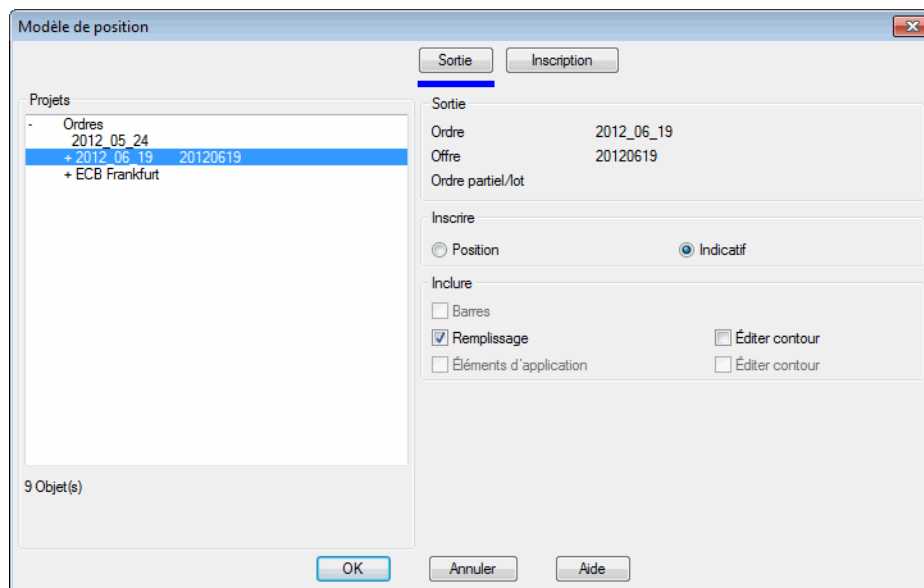 Modèle de position
Sortie Inscription
Projets
- Ordres
2012_05_24
+ 2012_06_19 20120619
+ ECB Frankfurt
9 Objet(s)
Sortie
Ordre 2012_06_19
Offre 20120619
Ordre partiel/lot
Inscrire
Position Indicatif
Inclure
Barres
Remplissage Éditer contour
Éléments d'application Éditer contour
OK Annuler Aide